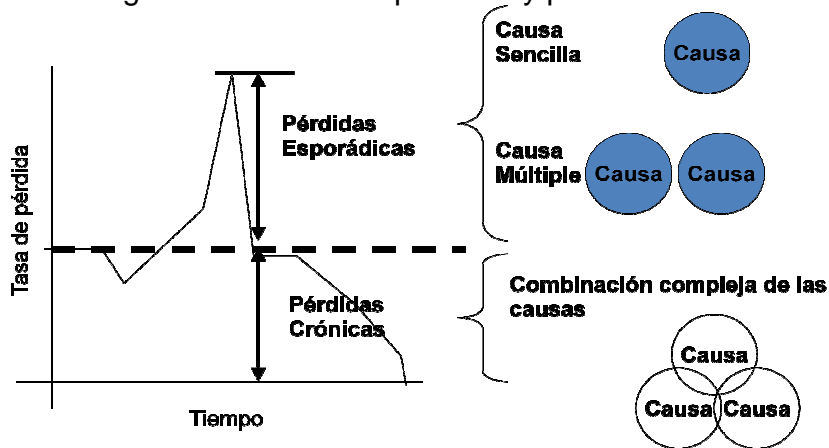 Causa
Sencilla
Causa
Pérdidas
Esporádicas
Causa
Múltiple
Causa
Causa
Tasa de pérdida
Pérdidas
Crónicas
Combinación compleja de las
causas
Causa
Causa
Causa
Tiempo